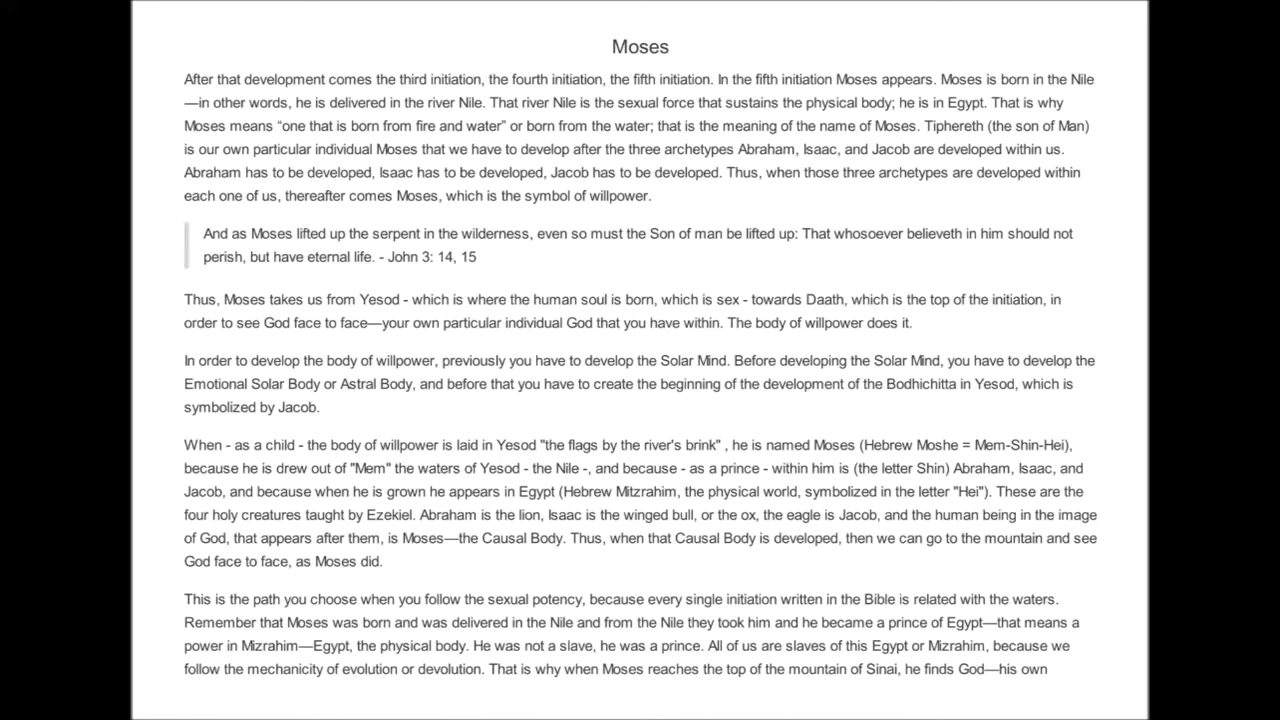 Moses
After that development comes the third initiation, the fourth initiation, the fifth initiation. In the fifth initiation Moses appears. Moses is born in the Nile
—in other words, he is delivered in the river Nile. That river Nile is the sexual force that sustains the physical body; he is in Egypt. That is why
Moses means “one that is born from fire and water” or born from the water; that is the meaning of the name of Moses. Tiphereth (the son of Man)
is our own particular individual Moses that we have to develop after the three archetypes Abraham, Isaac, and Jacob are developed within us.
Abraham has to be developed, Isaac has to be developed, Jacob has to be developed. Thus, when those three archetypes are developed within
each one of us, thereafter comes Moses, which is the symbol of willpower.
And as Moses lifted up the serpent in the wilderness, even so must the Son of man be lifted up: That whosoever believeth in him should not
perish, but have eternal life. - John 3: 14, 15
Thus, Moses takes us from Yesod - which is where the human soul is born, which is sex - towards Daath, which is the top of the initiation, in
order to see God face to face—your own particular individual God that you have within. The body of willpower does it.
In order to develop the body of willpower, previously you have to develop the Solar Mind. Before developing the Solar Mind, you have to develop the
Emotional Solar Body or Astral Body, and before that you have to create the beginning of the development of the Bodhichitta in Yesod, which is
symbolized by Jacob.
When - as a child - the body of willpower is laid in Yesod "the flags by the river's brink" , he is named Moses (Hebrew Moshe = Mem-Shin-Hei),
because he is drew out of "Mem" the waters of Yesod - the Nile -, and because - as a prince - within him is (the letter Shin) Abraham, Isaac, and
Jacob, and because when he is grown he appears in Egypt (Hebrew Mitzrahim, the physical world, symbolized in the letter "Hei"). These are the
four holy creatures taught by Ezekiel. Abraham is the lion, Isaac is the winged bull, or the ox, the eagle is Jacob, and the human being in the image
of God, that appears after them, is Moses—the Causal Body. Thus, when that Causal Body is developed, then we can go to the mountain and see
God face to face, as Moses did.
This is the path you choose when you follow the sexual potency, because every single initiation written in the Bible is related with the waters.
Remember that Moses was born and was delivered in the Nile and from the Nile they took him and he became a prince of Egypt—that means a
power in Mizrahim—Egypt, the physical body. He was not a slave, he was a prince. All of us are slaves of this Egypt or Mizrahim, because we
follow the mechanicity of evolution or devolution. That is why when Moses reaches the top of the mountain of Sinai, he finds God—his own